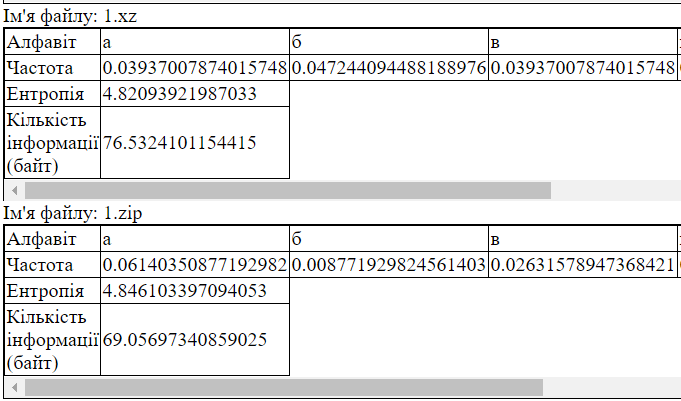 Ім'я файлу: 1.xz
Алфавіт а б в
Частота 0.03937007874015748 0.047244094488188976 0.03937007874015748
Ентропія 4.82093921987033
Кількість
інформації 76.5324101154415
(байт)
Ім'я файлу: 1.zip
Алфавіт а б в
Частота 0.06140350877192982 0.008771929824561403 0.02631578947368421
Ентропія 4.846103397094053
Кількість
інформації 69.05697340859025
(байт)